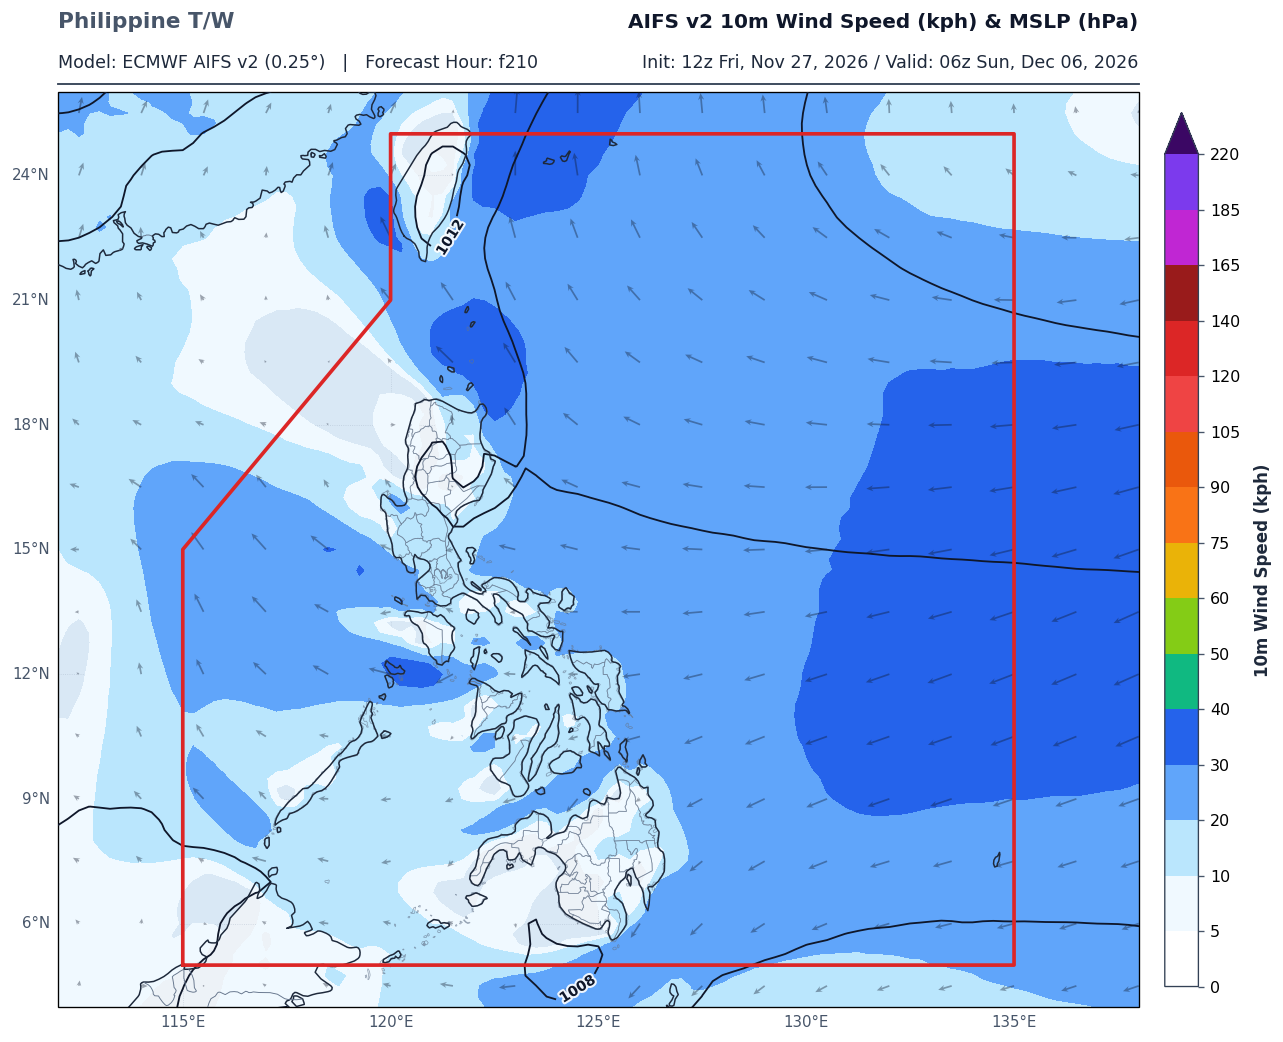 Philippine T/W
AIFS v2 10m Wind Speed (kph) & MSLP (hPa)
Model: ECMWF AIFS v2 (0.25°) | Forecast Hour: f210
Init: 12z Fri, Nov 27, 2026 / Valid: 06z Sun, Dec 06, 2026
24°N
21°N
18°N
15°N
12°N
9°N
6°N
1012
1008
115°E
120°E
125°E
130°E
135°E
220
185
165
140
120
105
90
75
60
50
40
30
20
10
5
0
10m Wind Speed (kph)